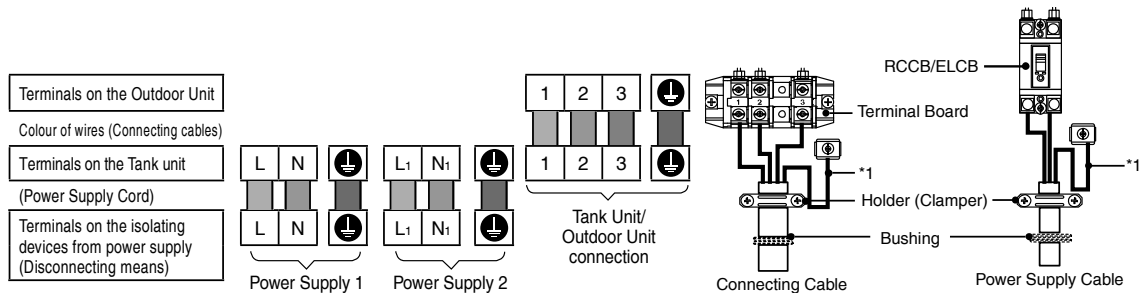 Terminals on the Outdoor Unit
Colour of wires (Connecting cables)
Terminals on the Tank unit
(Power Supply Cord)
Terminals on the isolating
devices from power supply
(Disconnecting means)
L N
L N
Power Supply 1
L1 N1
L1 N1
Power Supply 2
1 2 3
1 2 3
Tank Unit/
Outdoor Unit
connection
1 2 3
Terminal Board
*1
Holder (Clamper)
Bushing
Connecting Cable
RCCB/ELCB
*1
Power Supply Cable